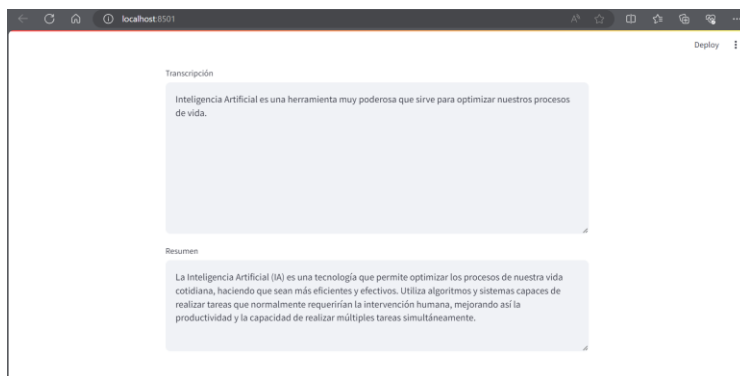 localhost:8501
Deploy
Transcripción
Inteligencia Artificial es una herramienta muy poderosa que sirve para optimizar nuestros procesos
de vida.
Resumen
La Inteligencia Artificial (IA) es una tecnología que permite optimizar los procesos de nuestra vida
cotidiana, haciendo que sean más eficientes y efectivos. Utiliza algoritmos y sistemas capaces de
realizar tareas que normalmente requerirían la intervención humana, mejorando así la
productividad y la capacidad de realizar múltiples tareas simultáneamente.